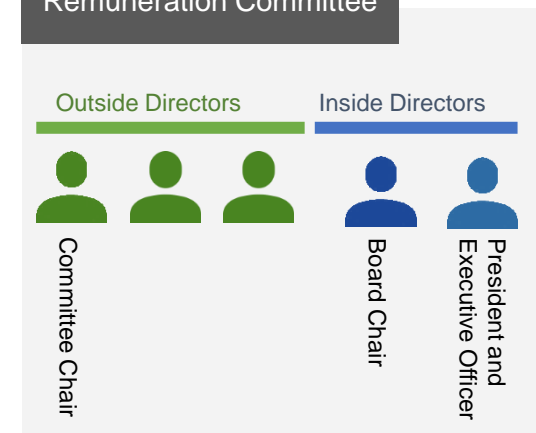 Remuneration Committee
Outside Directors
Inside Directors
Committee Chair
Board Chair
President and
Executive Officer